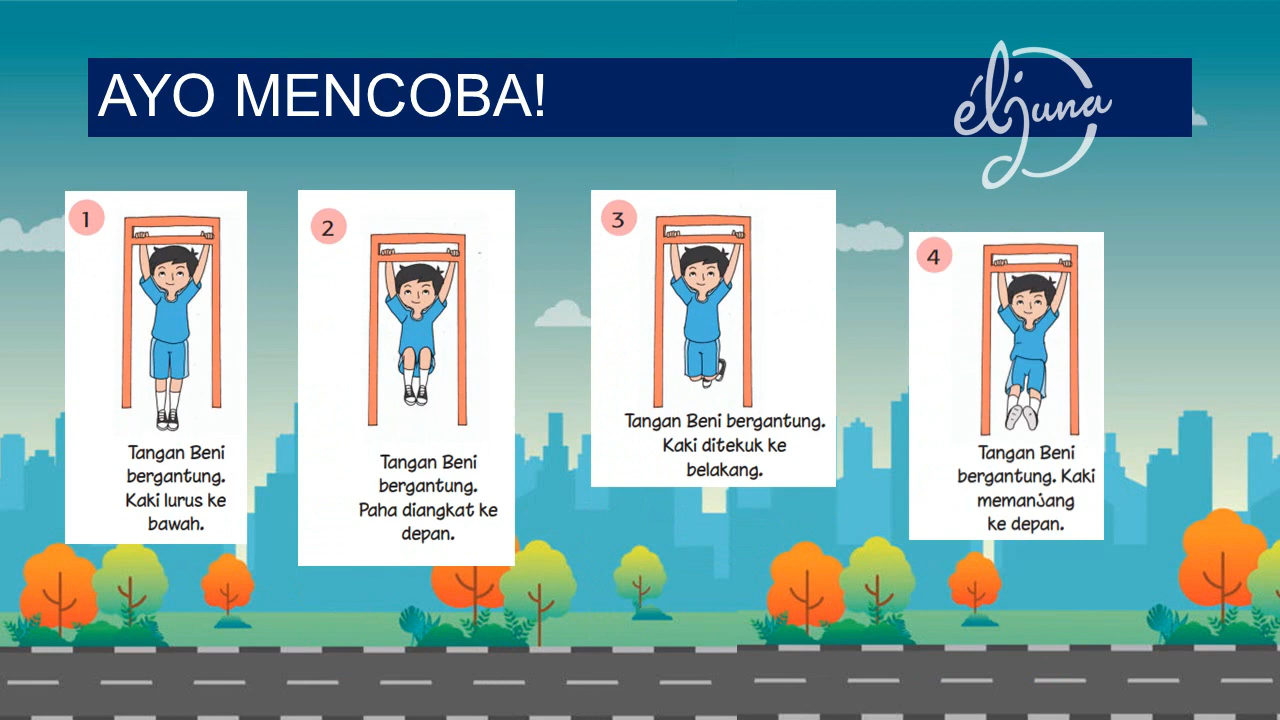 AYO MENCOBA!
éljuna
1
Tangan Beni
bergantung.
Kaki lurus ke
bawah.
2
Tangan Beni
bergantung.
Paha diangkat ke
depan.
3
Tangan Beni bergantung.
Kaki ditekuk ke
belakang.
4
Tangan Beni
bergantung. Kaki
memanjang
ke depan.